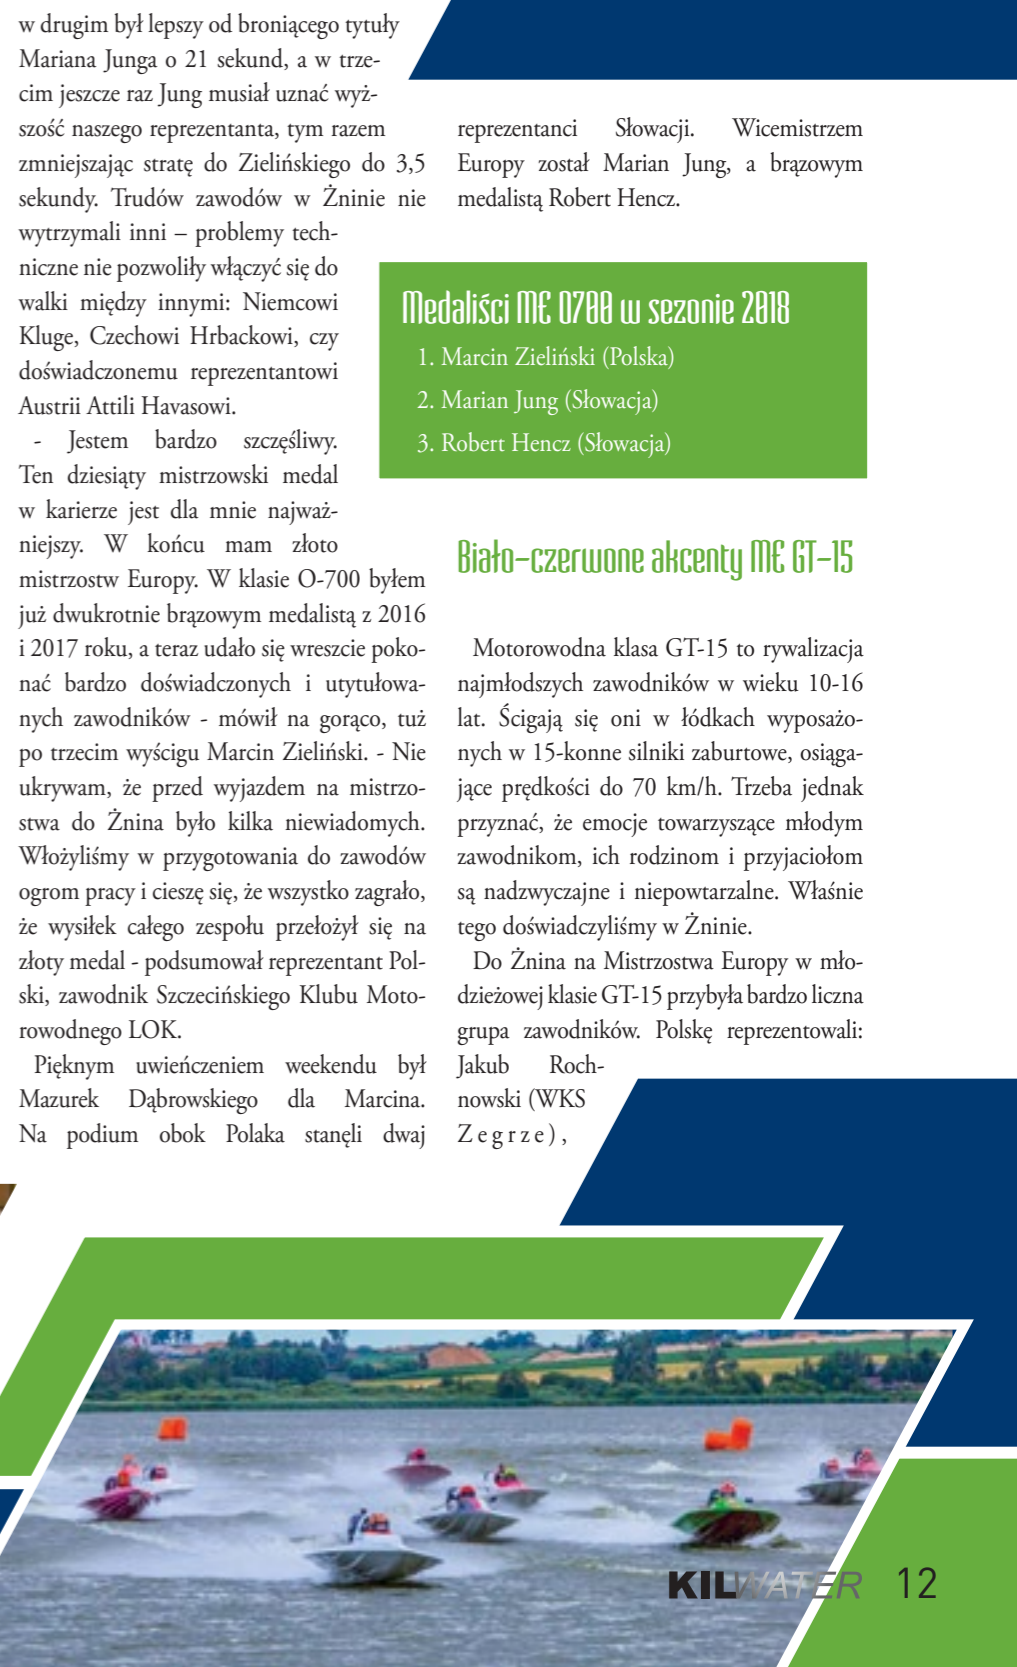 w drugim był lepszy od broniącego tytuły
Mariana Junga o 21 sekund, a w trze-
cim jeszcze raz Jung musiał uznać wyż-
szość naszego reprezentanta, tym razem
zmniejszając stratę do Zielińskiego do 3,5
sekundy. Trudów zawodów w Żninie nie
wytrzymali inni – problemy tech-
niczne nie pozwoliły włączyć się do
walki między innymi: Niemcowi
Kluge, Czechowi Hrbackowi, czy
doświadczonemu reprezentantowi
Austrii Attili Havasowi.
- Jestem bardzo szczęśliwy.
Ten dziesiąty mistrzowski medal
w karierze jest dla mnie najważ-
niejszy. W końcu mam złoto
mistrzostw Europy. W klasie O-700 byłem
już dwukrotnie brązowym medalistą z 2016
i 2017 roku, a teraz udało się wreszcie poko-
nać bardzo doświadczonych i utytułowa-
nych zawodników - mówił na gorąco, tuż
po trzecim wyścigu Marcin Zieliński. - Nie
ukrywam, że przed wyjazdem na mistrzo-
stwa do Żnina było kilka niewiadomych.
Włożyliśmy w przygotowania do zawodów
ogrom pracy i cieszę się, że wszystko zagrało,
że wysiłek całego zespołu przełożył się na
złoty medal - podsumował reprezentant Pol-
ski, zawodnik Szczecińskiego Klubu Moto-
rowodnego LOK.
Pięknym uwieńczeniem weekendu był
Mazurek Dąbrowskiego dla Marcina.
Na podium obok Polaka stanęli dwaj
reprezentanci Słowacji. Wicemistrzem
Europy został Marian Jung, a brązowym
medalistą Robert Hencz.
Medaliści ME O700 w sezonie 2018
1. Marcin Zieliński (Polska)
2. Marian Jung (Słowacja)
3. Robert Hencz (Słowacja)
Biało-czerwone akcenty ME GT-15
Motorowodna klasa GT-15 to rywalizacja
najmłodszych zawodników w wieku 10-16
lat. Ścigają się oni w łódkach wyposażo-
nych w 15-konne silniki zaburtowe, osiąga-
jące prędkości do 70 km/h. Trzeba jednak
przyznać, że emocje towarzyszące młodym
zawodnikom, ich rodzinom i przyjaciołom
są nadzwyczajne i niepowtarzalne. Właśnie
tego doświadczyliśmy w Żninie.
Do Żnina na Mistrzostwa Europy w mło-
dzieżowej klasie GT-15 przybyła bardzo liczna
grupa zawodników. Polskę reprezentowali:
Jakub Roch-
nowski (WKS
Zegrze),
KILWATER 12